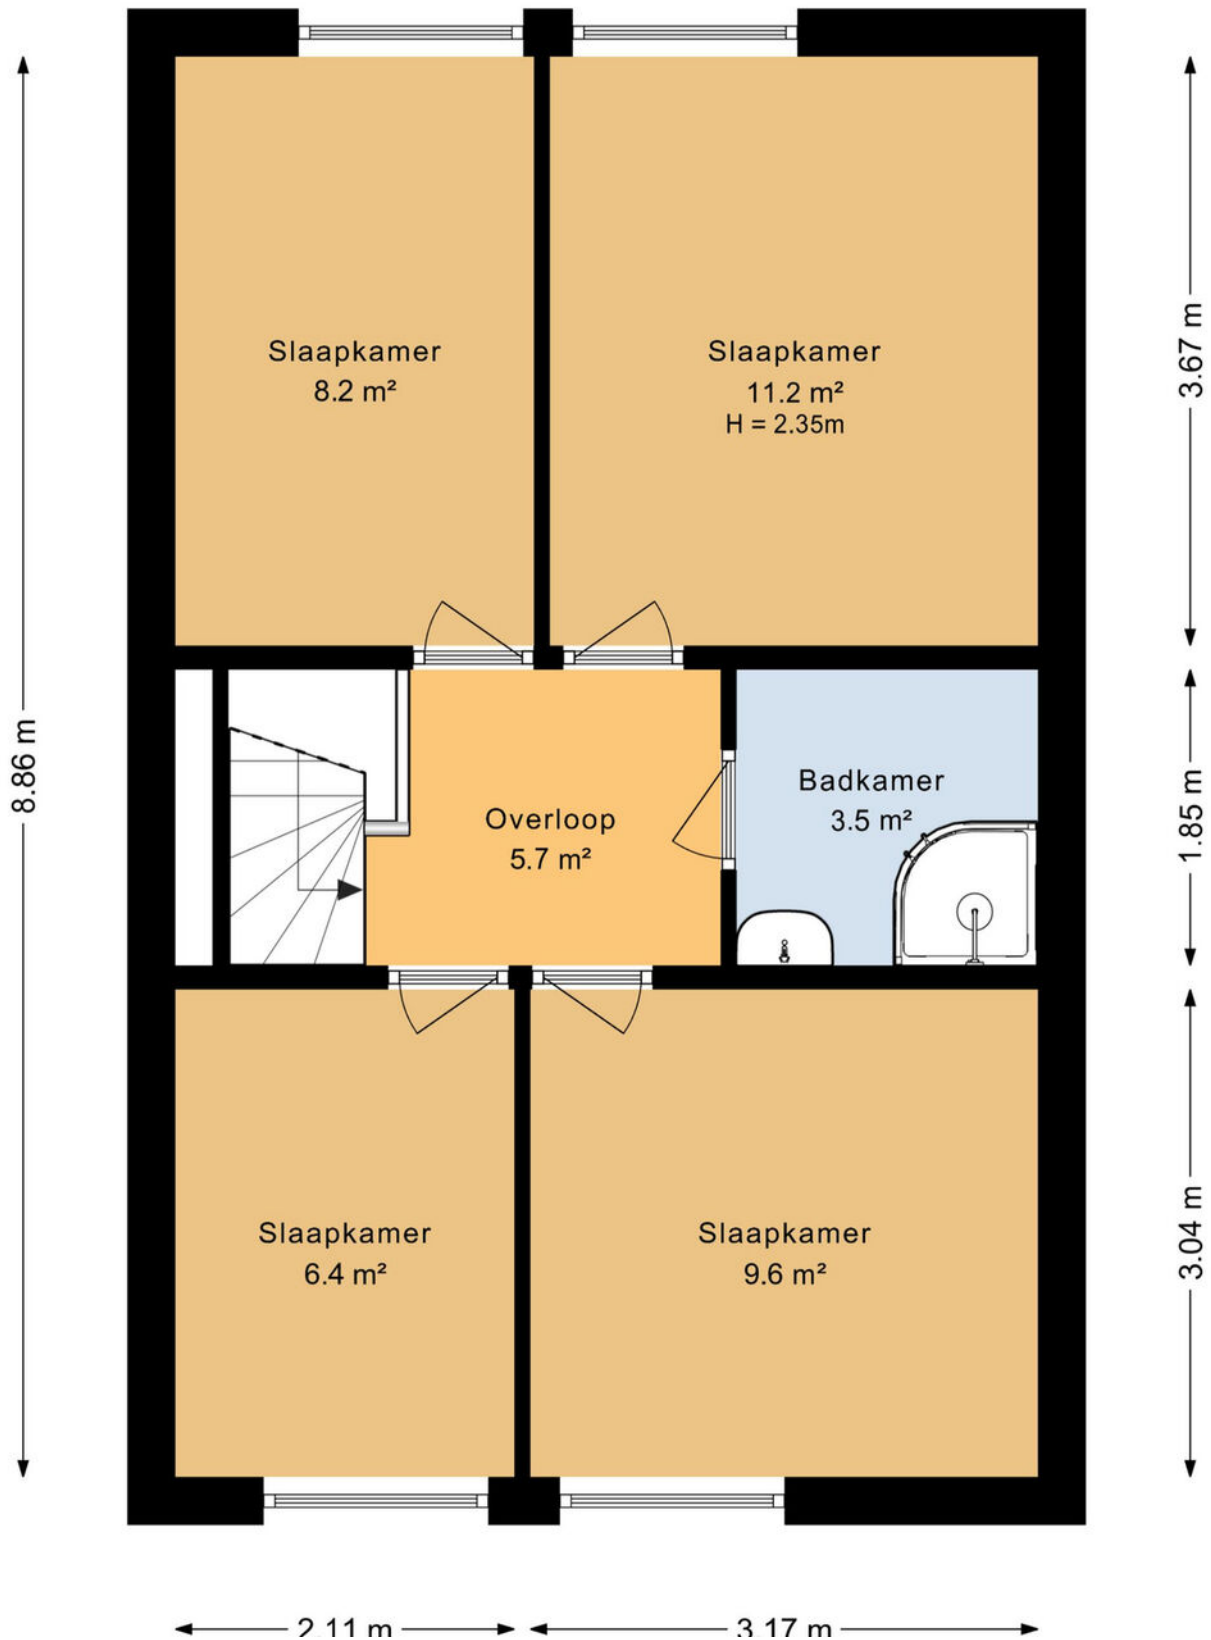 Slaapkamer
8.2 m²
Slaapkamer
11.2 m²
H = 2.35m
3.67 m
8.86 m
Overloop
5.7 m²
Badkamer
3.5 m²
1.85 m
Slaapkamer
6.4 m²
Slaapkamer
9.6 m²
3.04 m
2.11 m
3.17 m